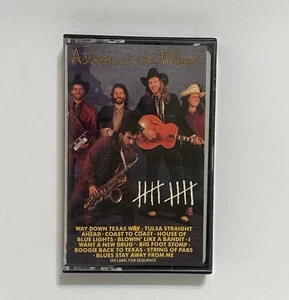 Asleep at the Wheel
WAY DOWN TEXAS WAY · TULSA STRAIGHT
AHEAD · COAST TO COAST · HOUSE OF
BLUE LIGHTS · BLOWIN' LIKE A BANDIT · I
WANT A NEW DRUG* · BIG FOOT STOMP ·
BOOGIE BACK TO TEXAS · STRING OF PARS
· BLUES STAY AWAY FROM ME
SEE LABEL FOR SEQUENCE